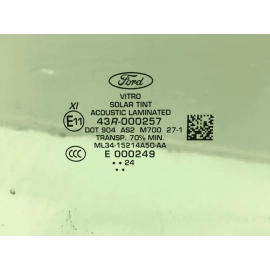 Ford
VITRO
SOLAR TINT
ACOUSTIC LAMINATED
XI
E11 43R-000257
DOT 904 AS2 M700 27-1
TRANSP. 70% MIN.
ML34-15214A50-AA
CCC E 000249
••24
••